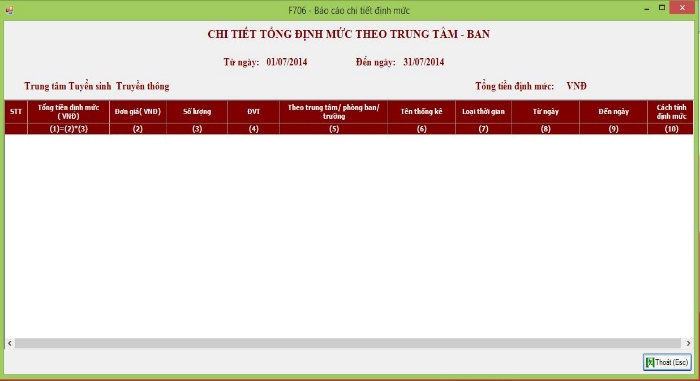 F706 - Báo cáo chi tiết định mức
CHI TIẾT TỔNG ĐỊNH MỨC THEO TRUNG TÂM - BAN
Từ ngày: 01/07/2014 Đến ngày: 31/07/2014
Trung tâm Tuyển sinh Truyền thông Tổng tiền định mức: VNĐ
STT Tổng tiền định mức ( VNĐ) Đơn giá( VNĐ) Số lượng ĐVT Theo trung tâm/ phòng ban/ trường Tên thống kê Loại thời gian Từ ngày Đến ngày Cách tính định mức
(1)=(2)*(3) (2) (3) (4) (5) (6) (7) (8) (9) (10)
Thoát (Esc)